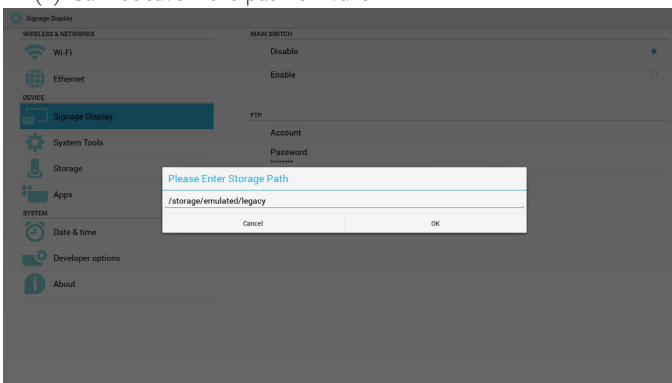 Signage Display
WIRELESS & NETWORKS
Wi-Fi
Ethernet
DEVICE
Signage Display
System Tools
Storage
Apps
SYSTEM
Date & time
Developer options
About
MAIN SWITCH
Disable
Enable
FTP
Account
Password
********
Please Enter Storage Path
/storage/emulated/legacy
Cancel
OK